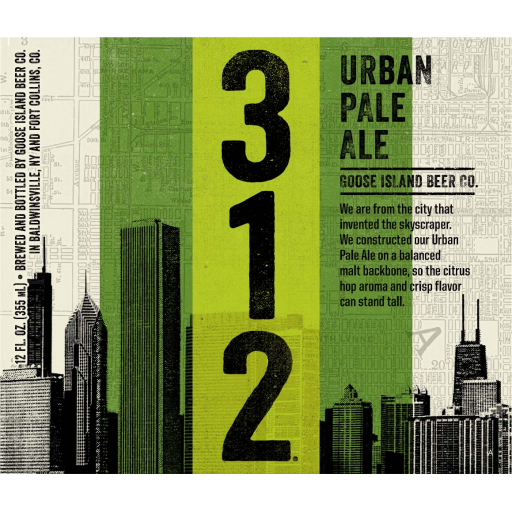 12 FL. OZ. (355 mL) • BREWED AND BOTTLED BY GOOSE ISLAND BEER CO.
IN BALDWINSVILLE, NY AND FORT COLLINS, CO.
3
1
2
®
URBAN
PALE
ALE
GOOSE ISLAND BEER CO.
We are from the city that
invented the skyscraper.
We constructed our Urban
Pale Ale on a balanced
malt backbone, so the citrus
hop aroma and crisp flavor
can stand tall.